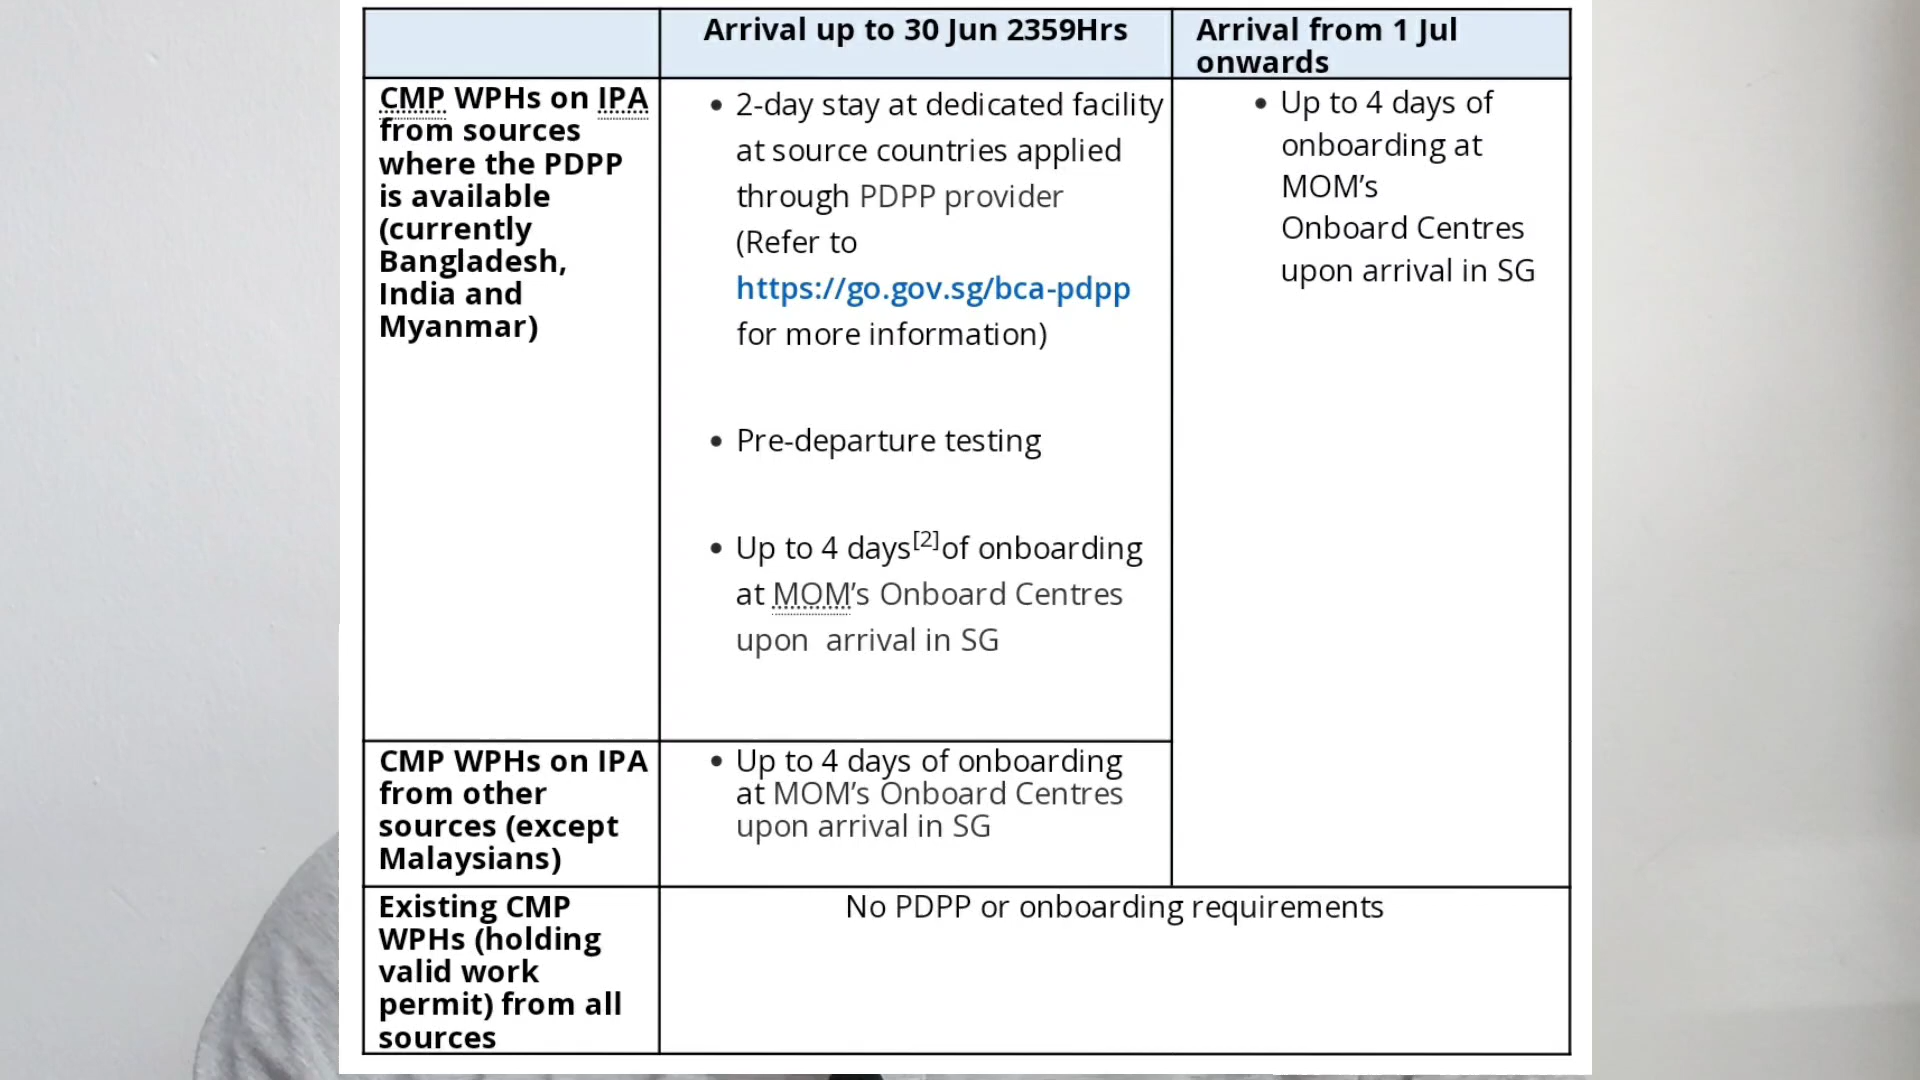 Arrival up to 30 Jun 2359Hrs
Arrival from 1 Jul
onwards
CMP WPHs on IPA
from sources
where the PDPP
is available
(currently
Bangladesh,
India and
Myanmar)
• 2-day stay at dedicated facility
at source countries applied
through PDPP provider
(Refer to
https://go.gov.sg/bca-pdpp
for more information)
• Pre-departure testing
• Up to 4 days[2]of onboarding
at MOM’s Onboard Centres
upon arrival in SG
• Up to 4 days of
onboarding at
MOM’s
Onboard Centres
upon arrival in SG
CMP WPHs on IPA
from other
sources (except
Malaysians)
• Up to 4 days of onboarding
at MOM’s Onboard Centres
upon arrival in SG
Existing CMP
WPHs (holding
valid work
permit) from all
sources
No PDPP or onboarding requirements